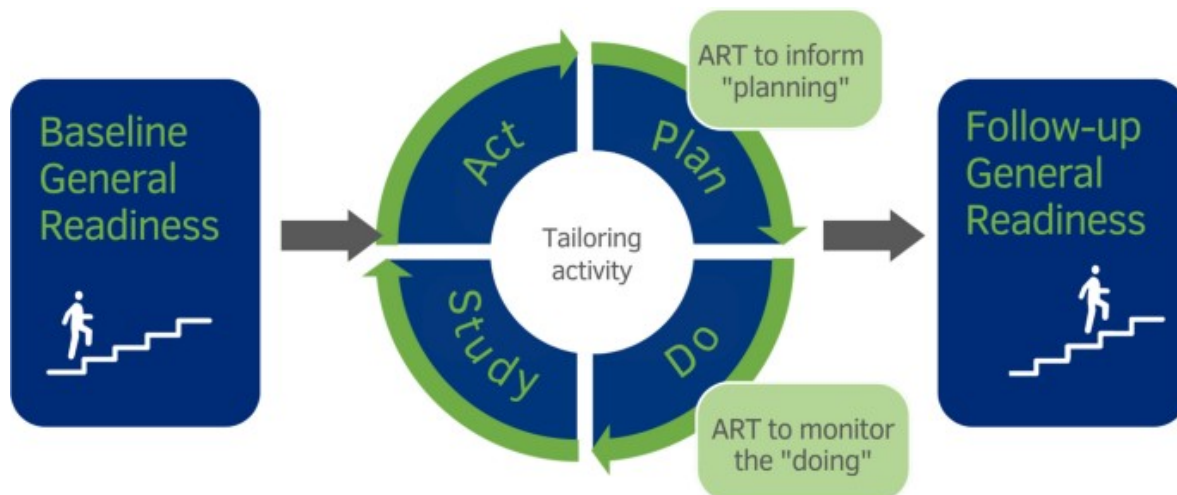 Baseline
General
Readiness
Act
Plan
Study
Do
Tailoring
activity
ART to inform
"planning"
ART to monitor
the "doing"
Follow-up
General
Readiness